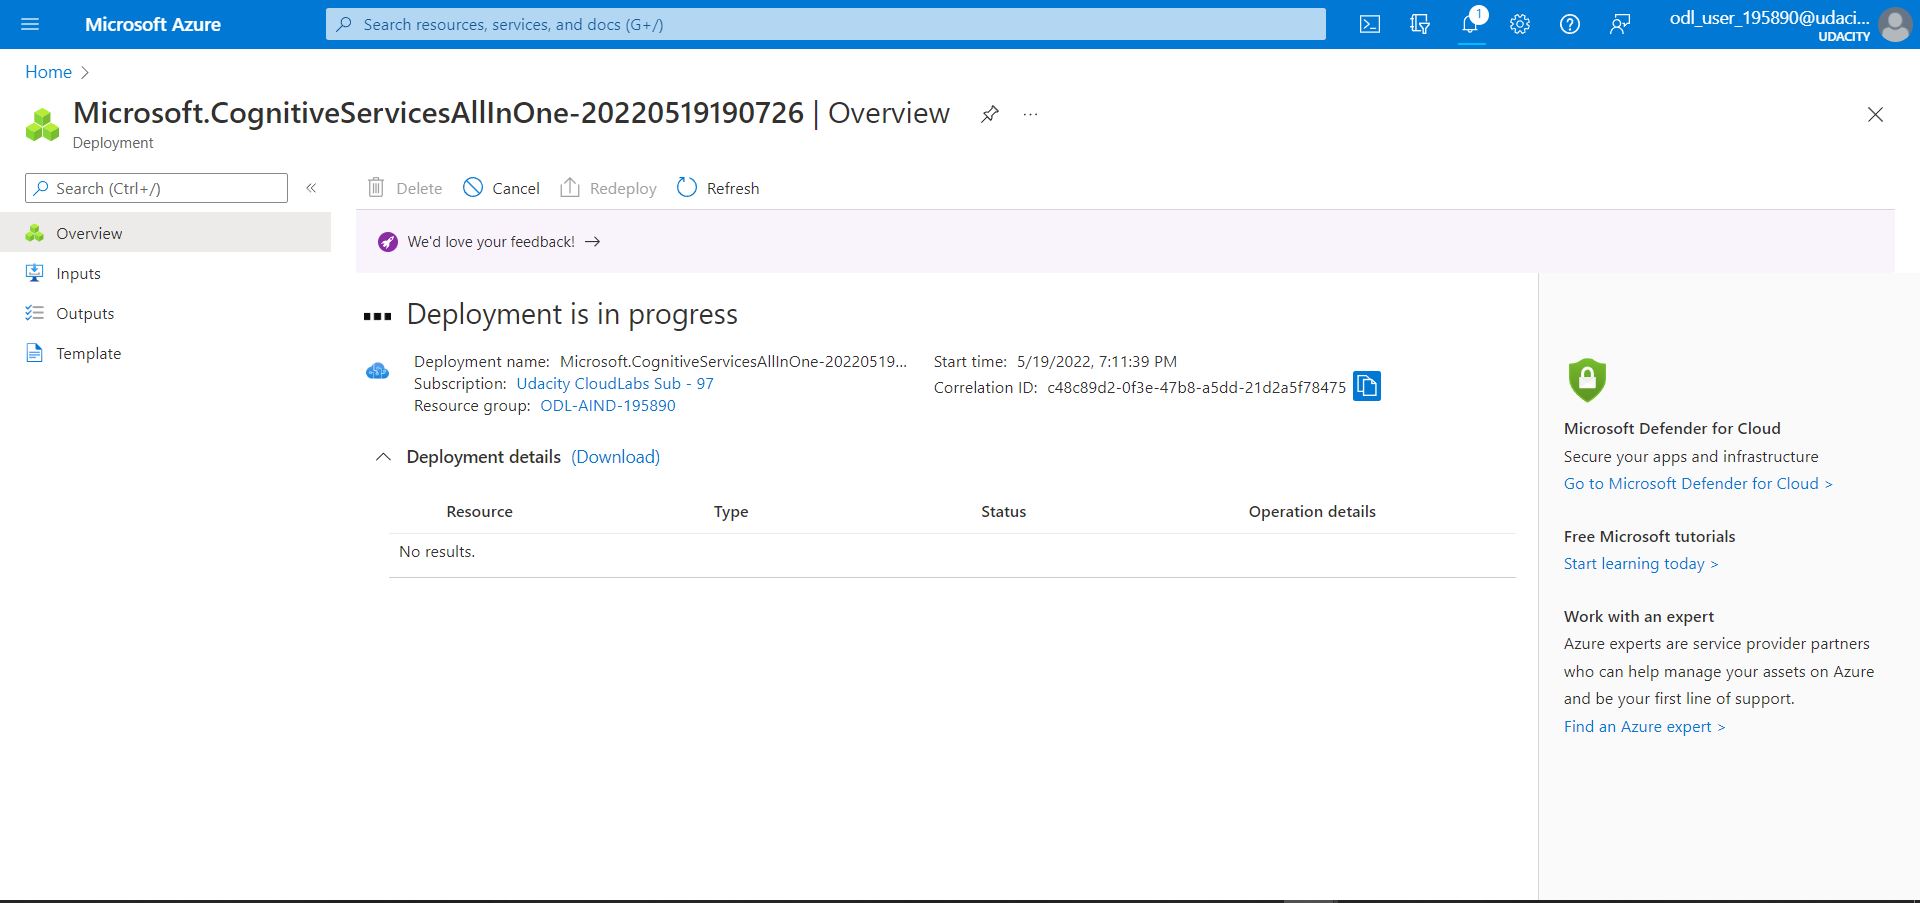 Microsoft Azure
Search resources, services, and docs (G+/)
1
odl_user_195890@udaci...
UDACITY
Home
Microsoft.CognitiveServicesAllInOne-20220519190726 | Overview
...
Deployment
Search (Ctrl+/)
«
Delete
Cancel
Redeploy
Refresh
Overview
Inputs
Outputs
Template
We'd love your feedback! →
Deployment is in progress
Deployment name: Microsoft.CognitiveServicesAllInOne-20220519...
Subscription: Udacity CloudLabs Sub - 97
Resource group: ODL-AIND-195890
Start time: 5/19/2022, 7:11:39 PM
Correlation ID: c48c89d2-0f3e-47b8-a5dd-21d2a5f78475
Deployment details (Download)
Resource Type Status Operation details
No results.
Microsoft Defender for Cloud
Secure your apps and infrastructure
Go to Microsoft Defender for Cloud >
Free Microsoft tutorials
Start learning today >
Work with an expert
Azure experts are service provider partners
who can help manage your assets on Azure
and be your first line of support.
Find an Azure expert >